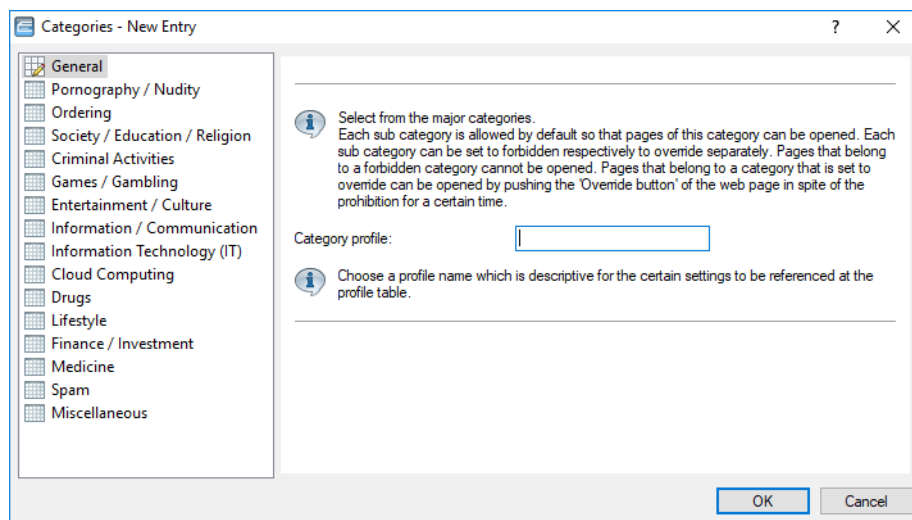 Categories - New Entry
?
General
Pornography / Nudity
Ordering
Society / Education / Religion
Criminal Activities
Games / Gambling
Entertainment / Culture
Information / Communication
Information Technology (IT)
Cloud Computing
Drugs
Lifestyle
Finance / Investment
Medicine
Spam
Miscellaneous
Select from the major categories.
Each sub category is allowed by default so that pages of this category can be opened. Each
sub category can be set to forbidden respectively to override separately. Pages that belong
to a forbidden category cannot be opened. Pages that belong to a category that is set to
override can be opened by pushing the 'Override button' of the web page in spite of the
prohibition for a certain time.
Category profile:
Choose a profile name which is descriptive for the certain settings to be referenced at the
profile table.
OK
Cancel